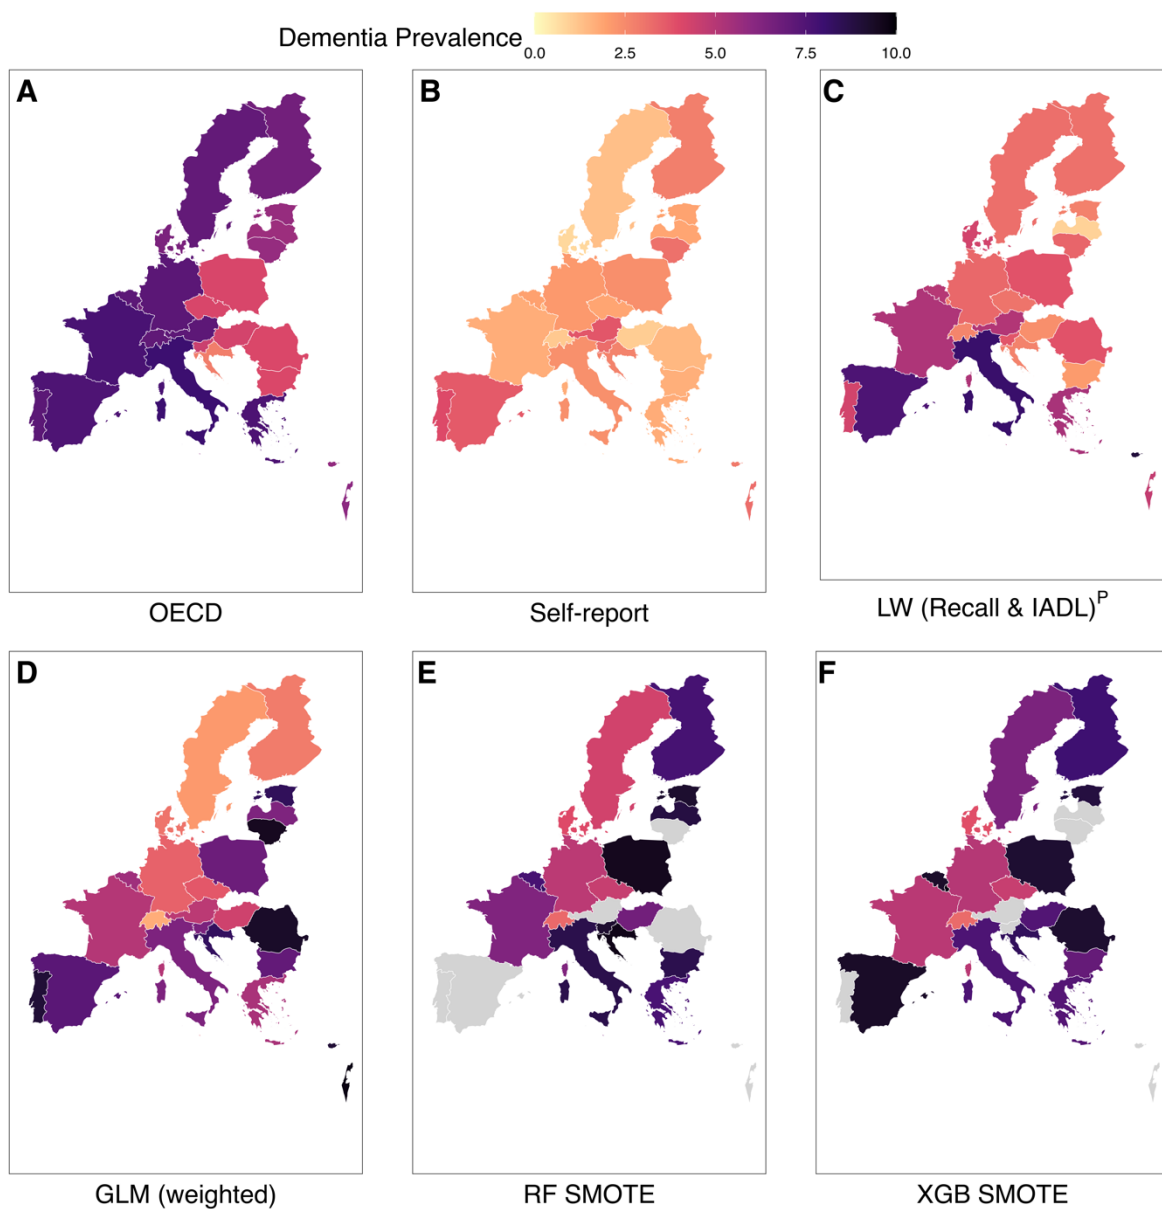 Dementia Prevalence
0.0 2.5 5.0 7.5 10.0
A B C
OECD Self-report LW (Recall & IADL)ᴾ
D E F
GLM (weighted) RF SMOTE XGB SMOTE